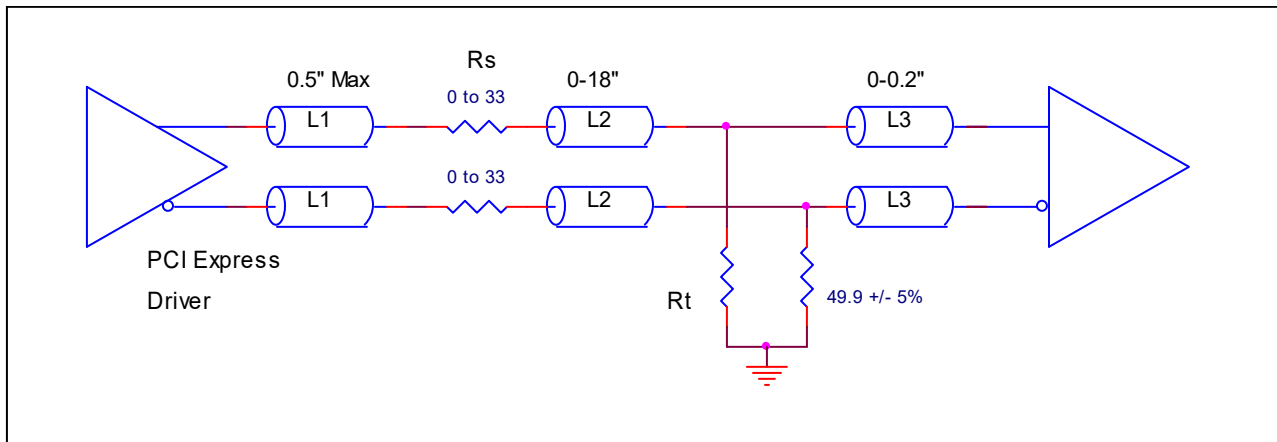 Rs
0.5" Max
0-18"
0-0.2"
0 to 33
L1
L2
L3
0 to 33
L1
L2
L3
PCI Express
Driver
Rt
49.9 +/- 5%